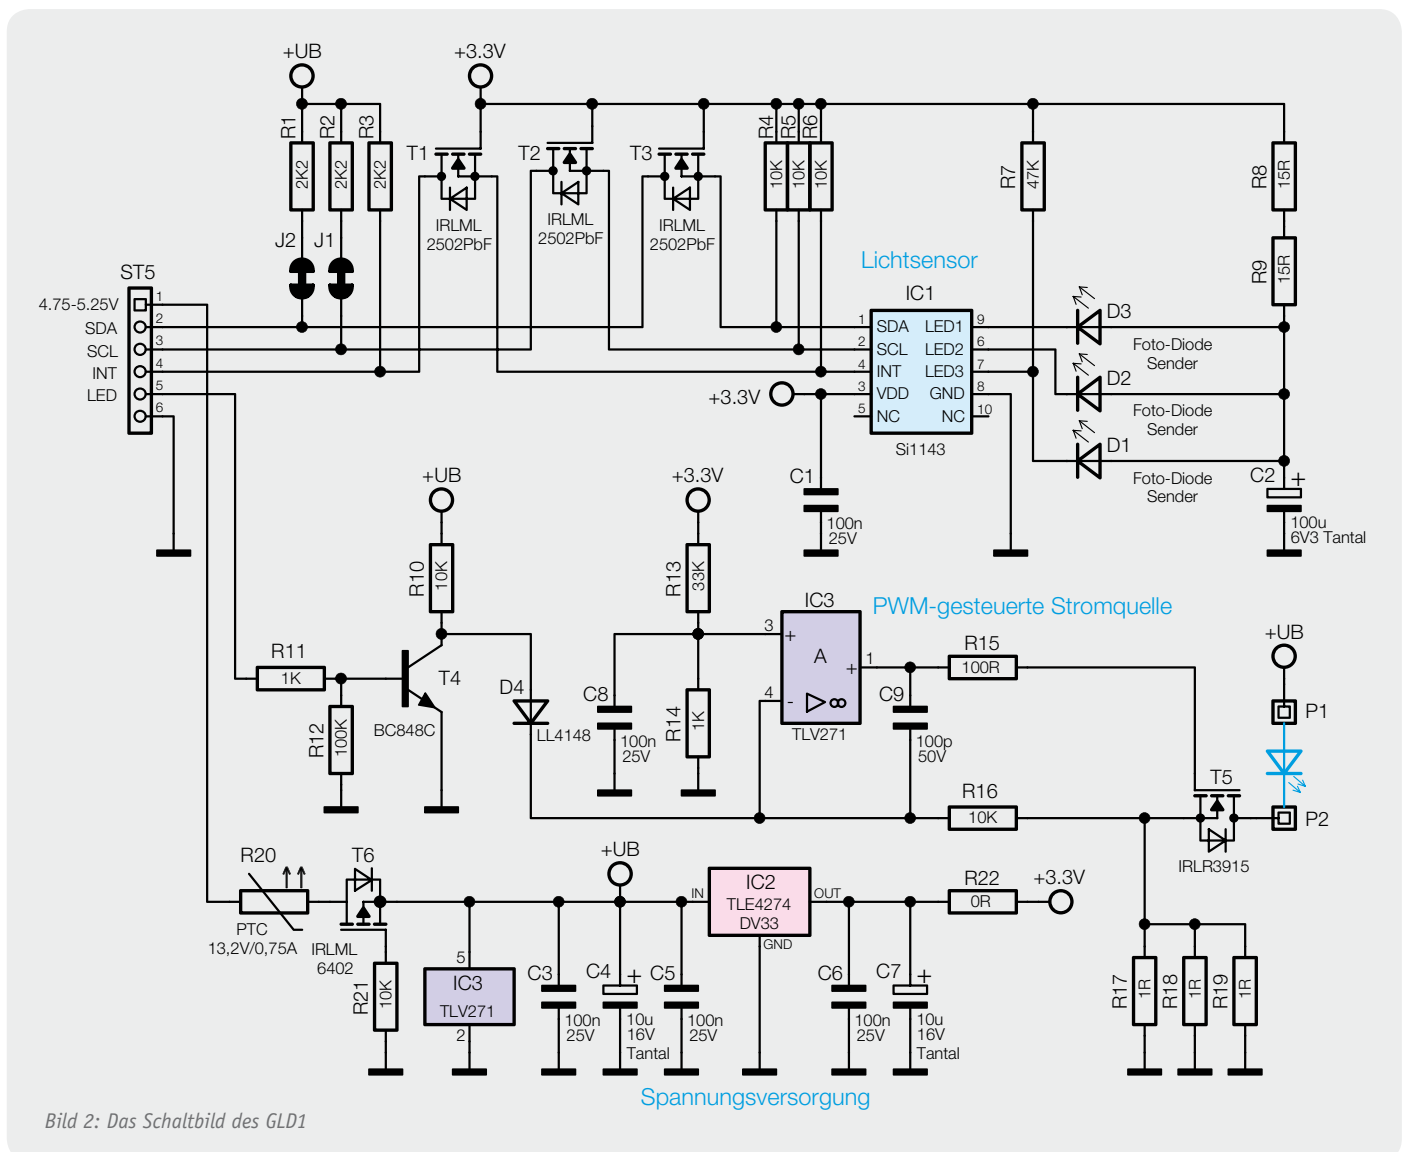 +UB
+3.3V
R1
2K2
R2
2K2
R3
2K2
J2
J1
T1
IRLML
2502PbF
T2
IRLML
2502PbF
T3
IRLML
2502PbF
R4
10K
R5
10K
R6
10K
R7
47K
R8
15R
R9
15R
ST5
4.75-5.25V
1
SDA
2
SCL
3
INT
4
LED
5
6
Lichtsensor
IC1
1
SDA
LED1
9
2
SCL
LED2
6
4
INT
LED3
7
3
VDD
GND
8
5
NC
NC
10
Si1143
+3.3V
D3
Foto-Diode
Sender
D2
Foto-Diode
Sender
D1
Foto-Diode
Sender
C1
100n
25V
C2
+
100u
6V3 Tantal
+UB
R10
10K
R11
1K
R12
100K
T4
BC848C
D4
LL4148
+3.3V
R13
33K
C8
100n
25V
R14
1K
IC3
3
+
A
+
1
4
-
∞
TLV271
PWM-gesteuerte Stromquelle
C9
100p
50V
R15
100R
R16
10K
+UB
P1
T5
P2
IRLR3915
R17
1R
R18
1R
R19
1R
R20
PTC
13,2V/0,75A
T6
IRLML
6402
R21
10K
5
IC3
TLV271
2
+UB
C3
100n
25V
C4
+
10u
16V
Tantal
C5
100n
25V
IN
IC2
TLE4274
DV33
OUT
GND
C6
100n
25V
C7
+
10u
16V
Tantal
R22
0R
+3.3V
Spannungsversorgung
Bild 2: Das Schaltbild des GLD1